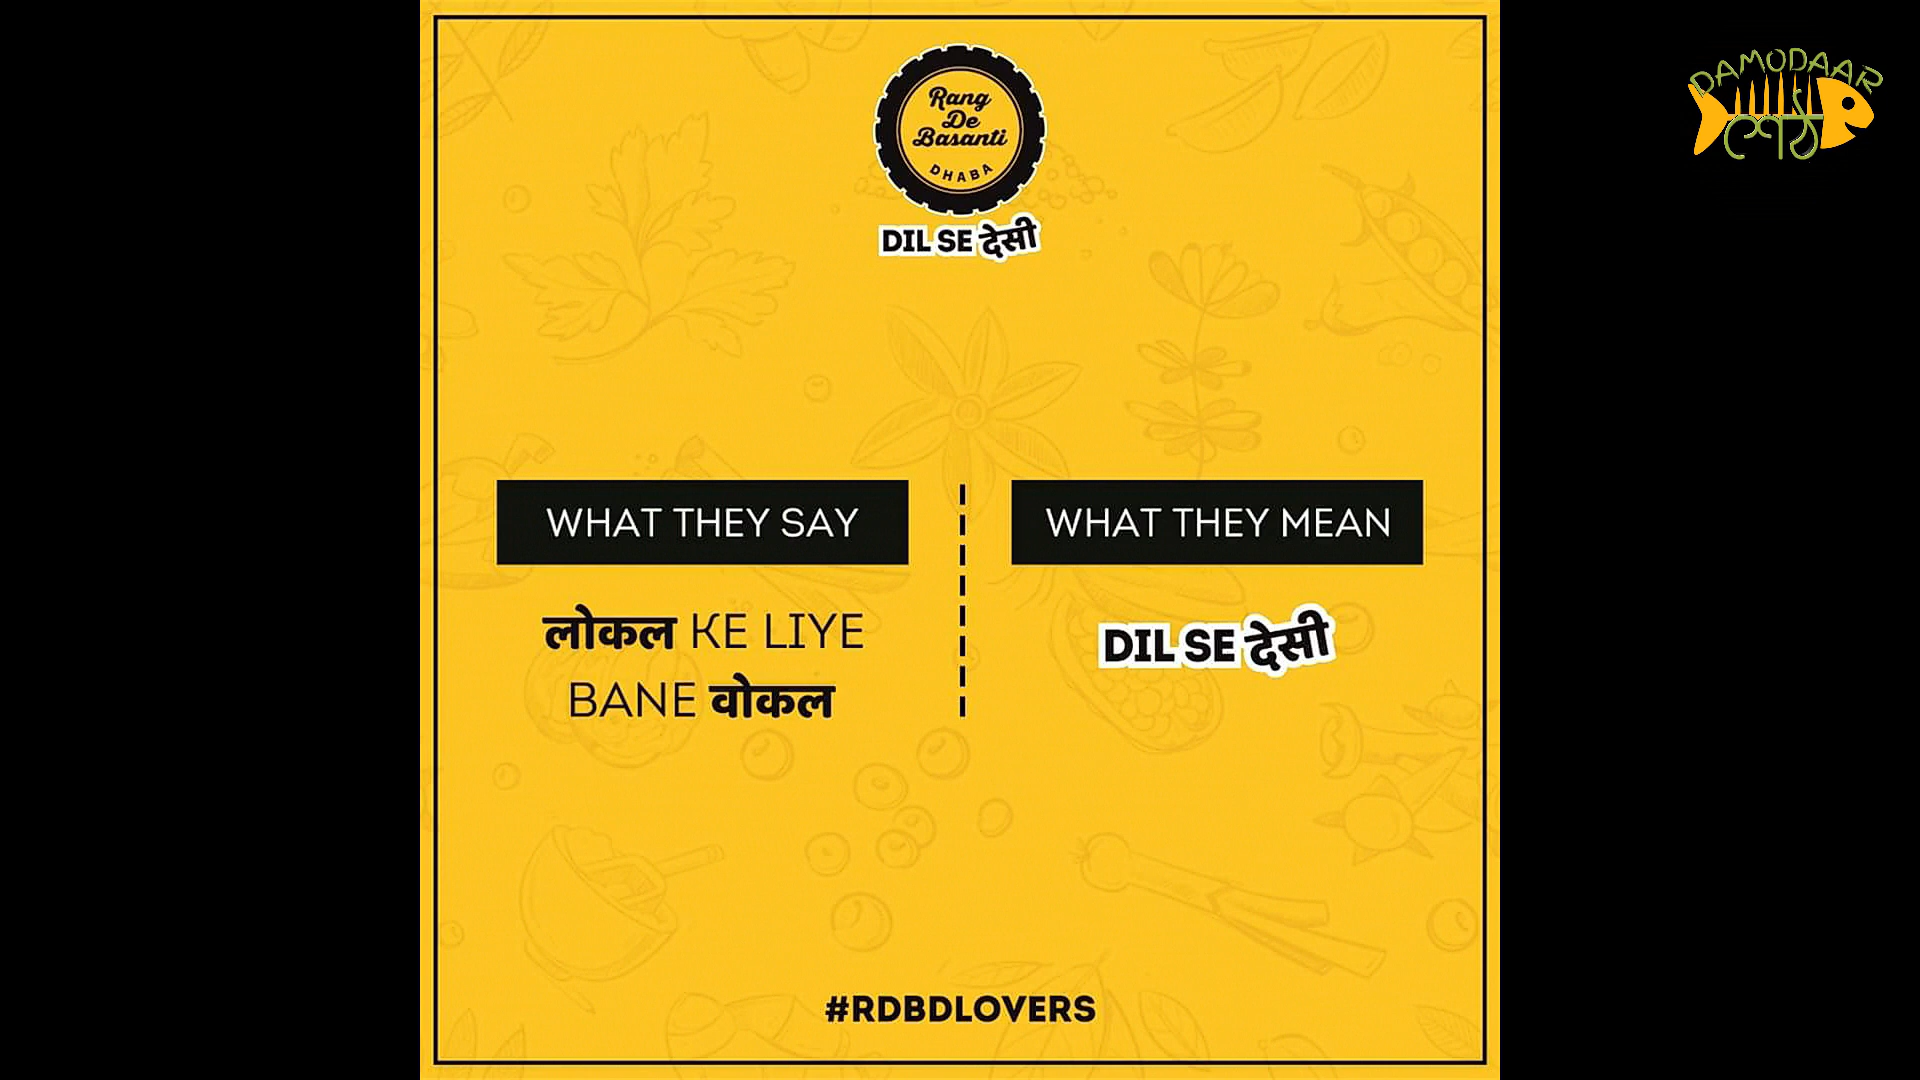 Rang
De
Basanti
DHABA
DIL SE देसी
WHAT THEY SAY
लोकल KE LIYE
BANE वोकल
WHAT THEY MEAN
DIL SE देसी
#RDBDLOVERS
DAMODAAR